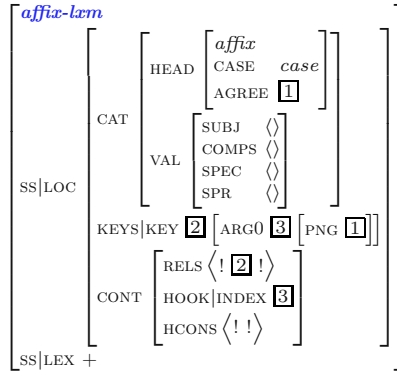 affix-lxm
HEAD affix
CASE case
AGREE 1
CAT
VAL SUBJ ⟨⟩
COMPS ⟨⟩
SPEC ⟨⟩
SPR ⟨⟩
SS|LOC
KEYS|KEY 2 [ARG0 3 [PNG 1]]
CONT RELS ⟨! 2 !⟩
HOOK|INDEX 3
HCONS ⟨! !⟩
SS|LEX +